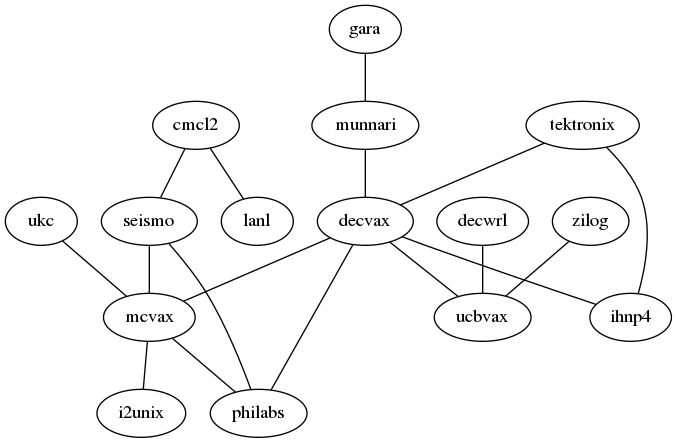 gara
cmcl2
munnari
tektronix
ukc
seismo
lanl
decvax
decwrl
zilog
mcvax
ucbvax
ihnp4
i2unix
philabs